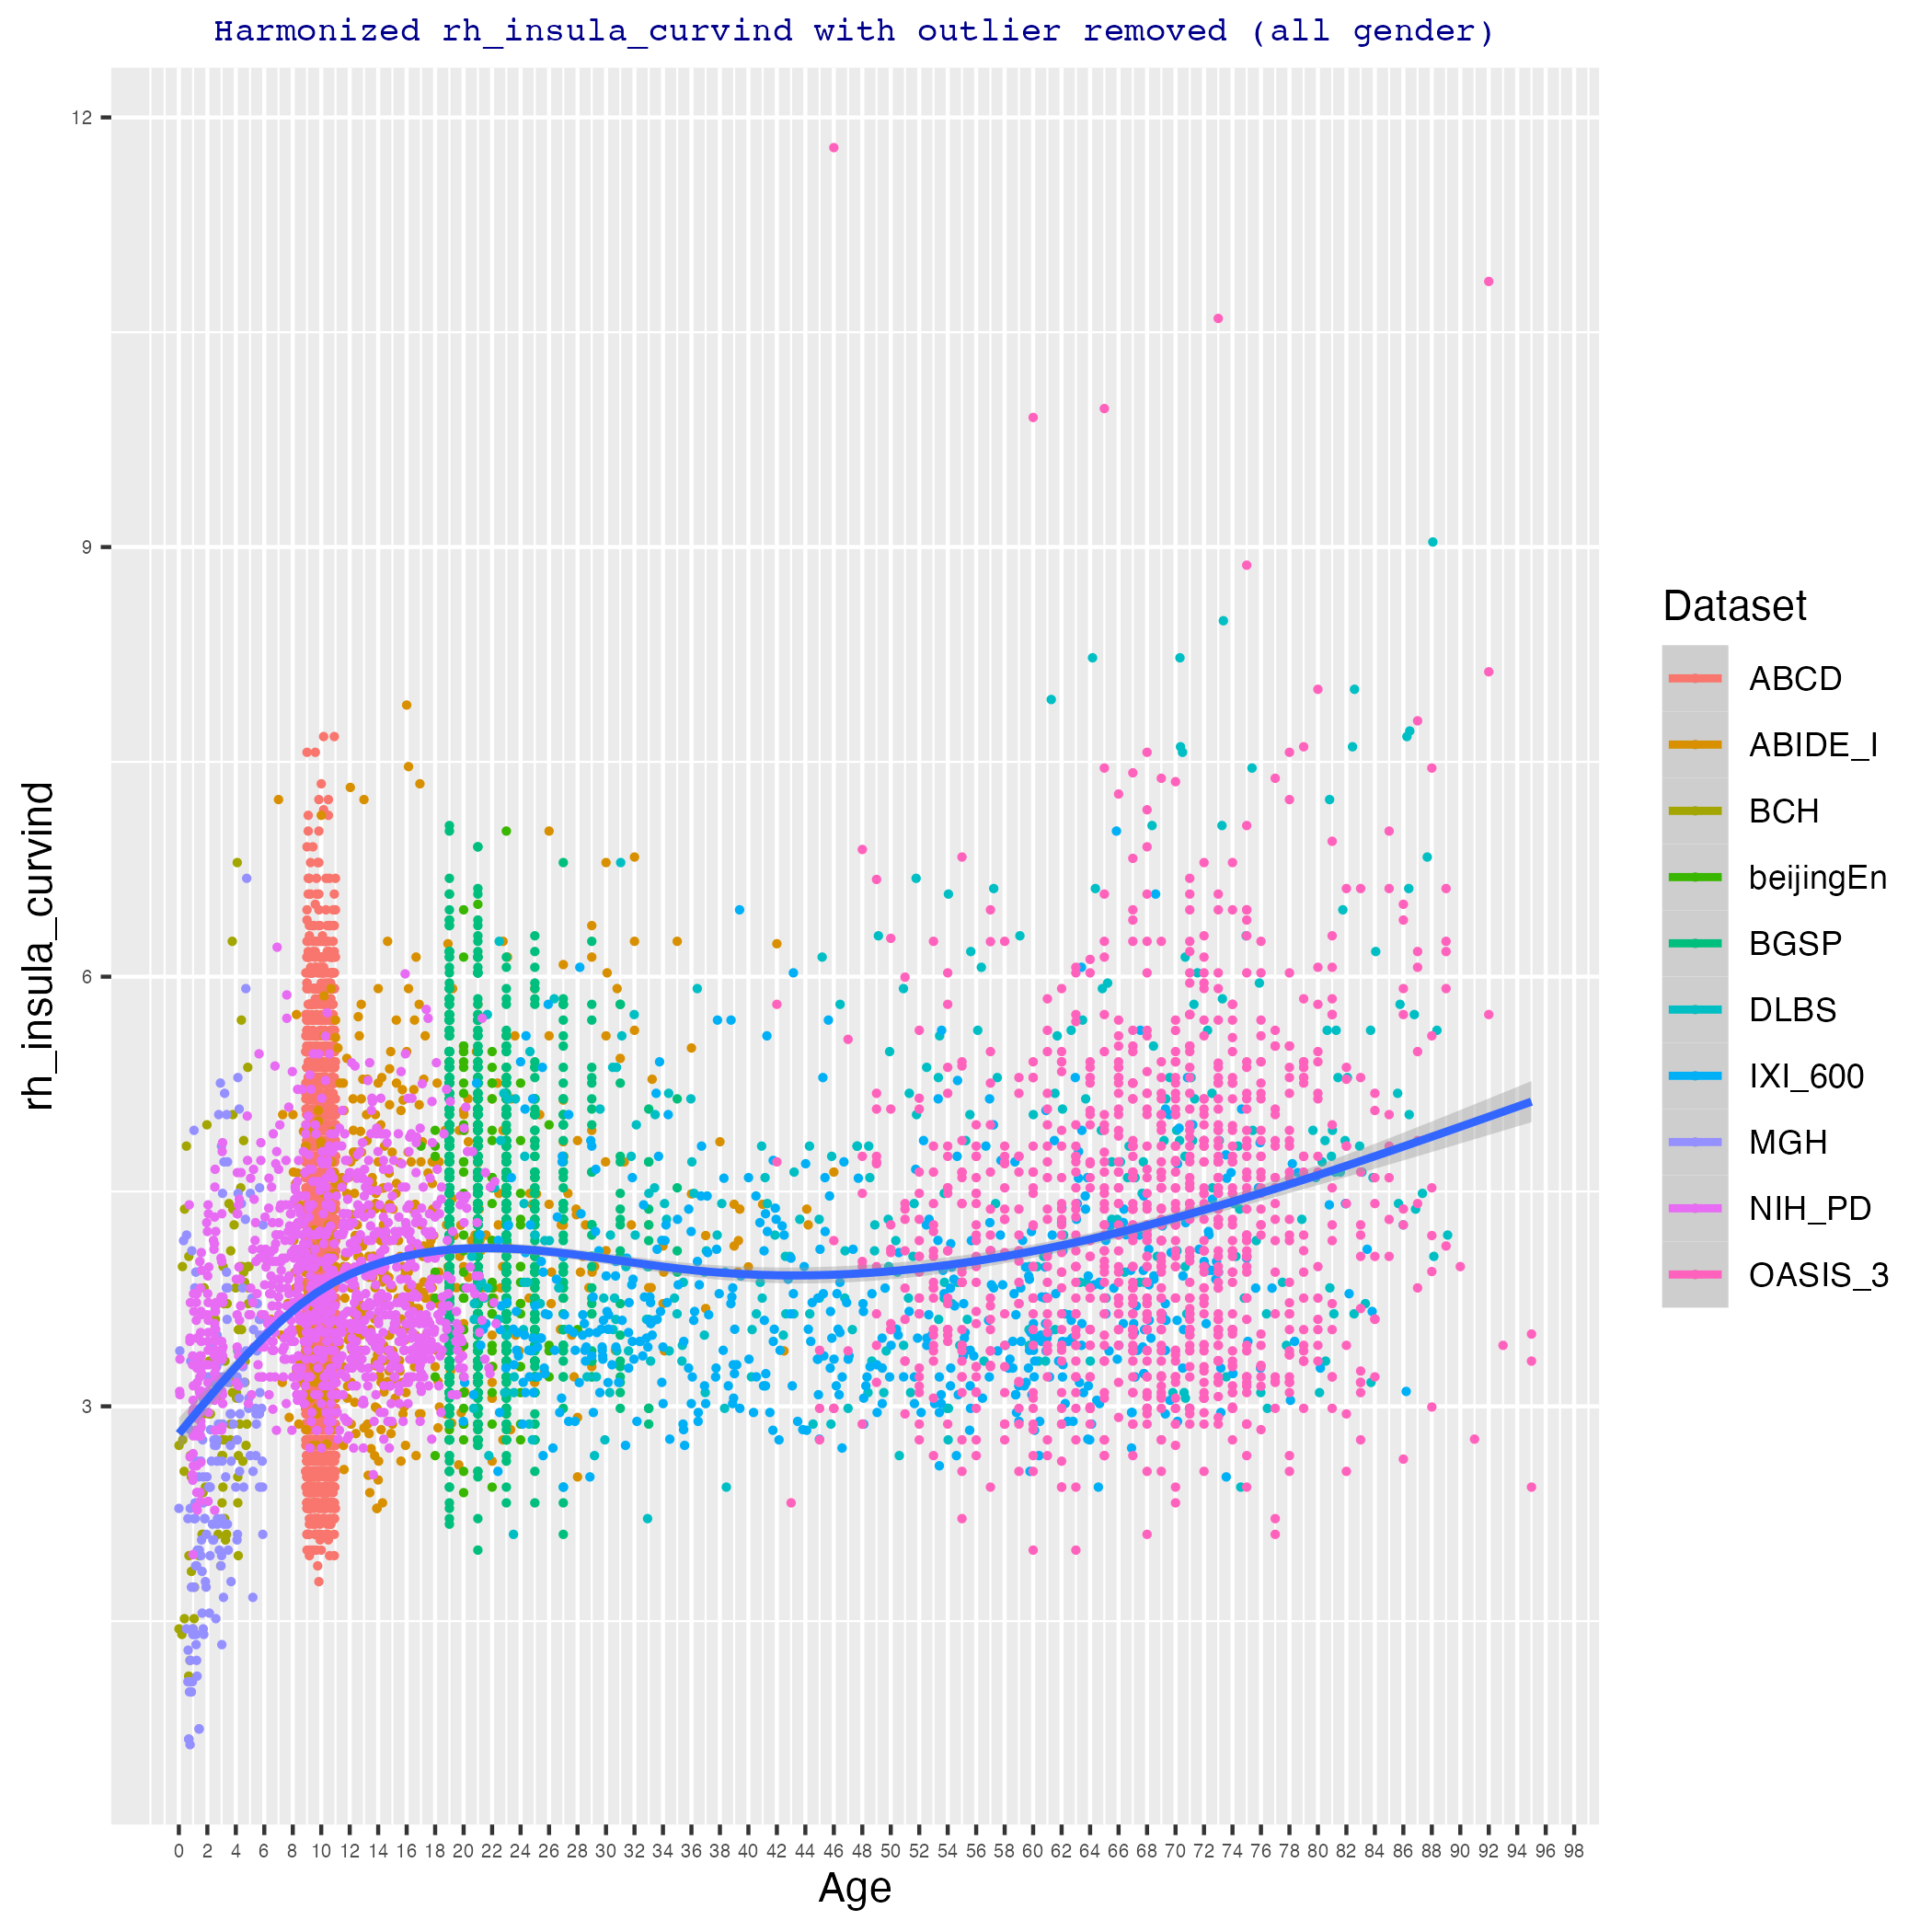 Harmonized rh_insula_curvind with outlier removed (all gender)
12
9
6
3
rh_insula_curvind
0 2 4 6 8 10 12 14 16 18 20 22 24 26 28 30 32 34 36 38 40 42 44 46 48 50 52 54 56 58 60 62 64 66 68 70 72 74 76 78 80 82 84 86 88 90 92 94 96 98
Age
Dataset
ABCD
ABIDE_I
BCH
beijingEn
BGSP
DLBS
IXI_600
MGH
NIH_PD
OASIS_3